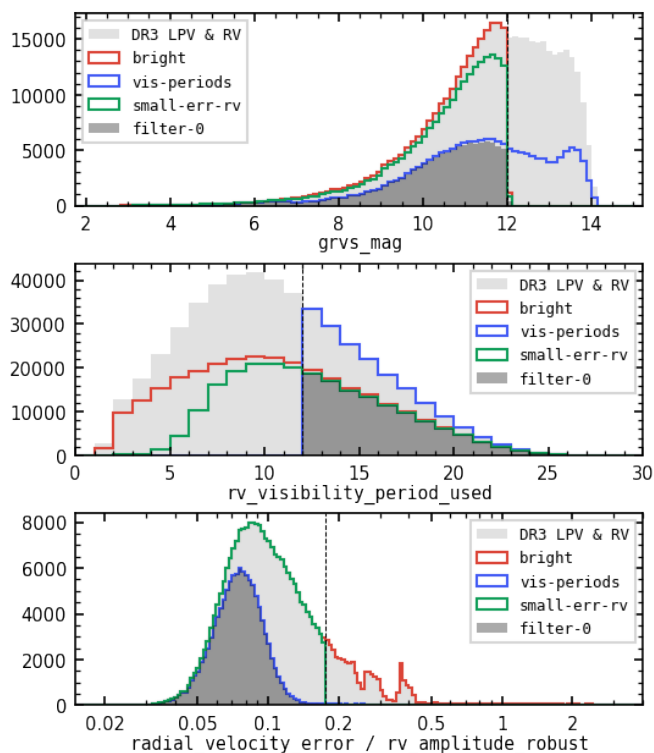 15000
10000
5000
0
DR3 LPV & RV
bright
vis-periods
small-err-rv
filter-0
2 4 6 8 10 12 14
grvs_mag
40000
30000
20000
10000
0
DR3 LPV & RV
bright
vis-periods
small-err-rv
filter-0
0 5 10 15 20 25 30
rv_visibility_period_used
8000
6000
4000
2000
0
DR3 LPV & RV
bright
vis-periods
small-err-rv
filter-0
0.02 0.05 0.1 0.2 0.5 1 2
radial velocity error / rv amplitude robust